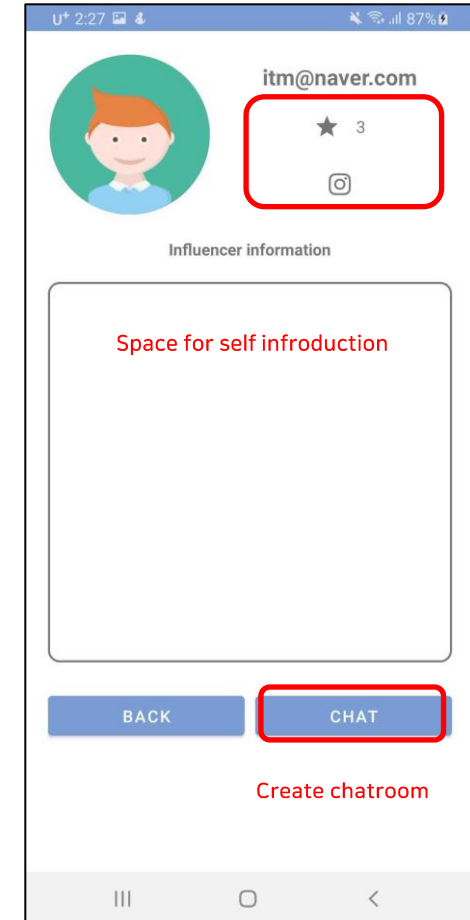 U+ 2:27 87%
itm@naver.com
3
Influencer information
Space for self infroduction
BACK CHAT
Create chatroom